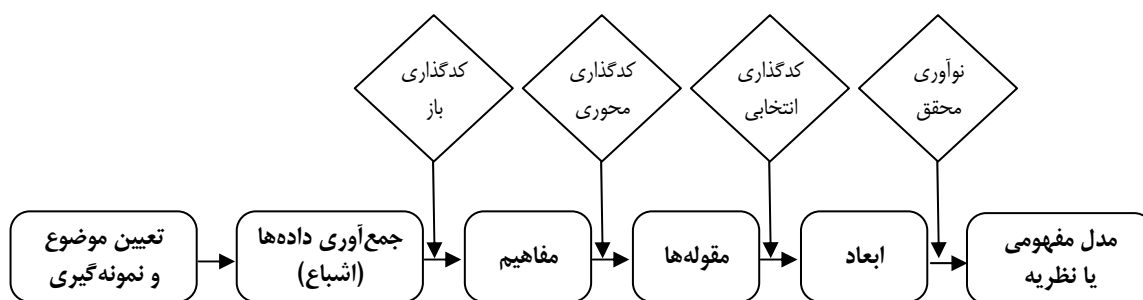 کدگذاری
باز
کدگذاری
محوری
کدگذاری
انتخابی
نوآوری
محقق
تعیین موضوع
و نمونه‌گیری
جمع‌آوری داده‌ها
(اشباع)
مفاهیم
مقوله‌ها
ابعاد
مدل مفهومی
یا نظریه